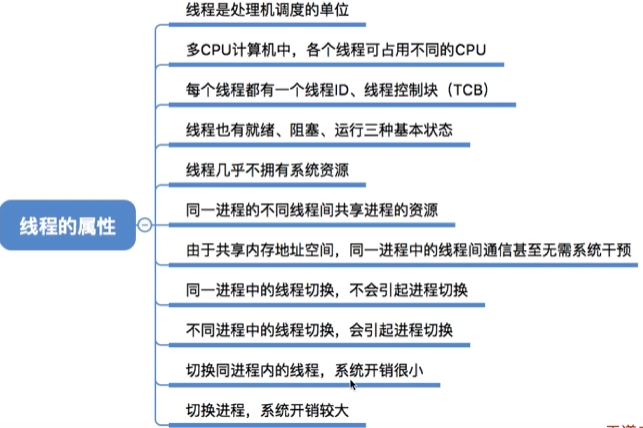 线程是处理机调度的单位
多CPU计算机中，各个线程可占用不同的CPU
每个线程都有一个线程ID、线程控制块（TCB）
线程也有就绪、阻塞、运行三种基本状态
线程几乎不拥有系统资源
线程的属性
同一进程的不同线程间共享进程的资源
由于共享内存地址空间，同一进程中的线程间通信甚至无需系统干预
同一进程中的线程切换，不会引起进程切换
不同进程中的线程切换，会引起进程切换
切换同进程内的线程，系统开销很小
切换进程，系统开销较大